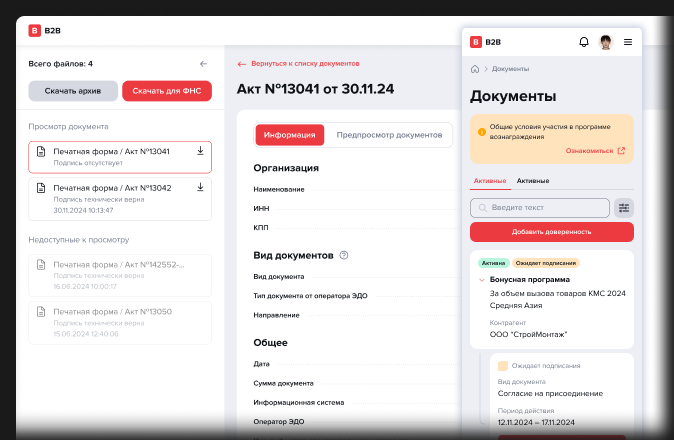 B B2B
Всего файлов: 4
Скачать архив
Скачать для ФНС
Просмотр документа
Печатная форма / Акт №13041
Подпись отсутствует
Печатная форма / Акт №13042
Подпись технически верна
30.11.2024 10:13:47
Недоступные к просмотру
Печатная форма / Акт №142552-...
Подпись технически верна
16.06.2024 10:00:17
Печатная форма / Акт №13050
Подпись технически верна
15.06.2024 12:40:06
Вернуться к списку документов
Акт №13041 от 30.11.24
Информация
Предпросмотр документов
Организация
Наименование
ИНН
КПП
Вид документов
Вид документа
Тип документа от оператора ЭДО
Направление
Общее
Дата
Сумма документа
Информационная система
Оператор ЭДО
B B2B
Документы
Документы
Общие условия участия в программе
вознаграждения
Ознакомиться
Активные
Активные
Введите текст
Добавить доверенность
Активна
Ожидает подписания
Бонусная программа
За объем вызова товаров КМС 2024
Средняя Азия
Контрагент
ООО "СтройМонтаж"
Ожидает подписания
Вид документа
Согласие на присоединение
Период действия
12.11.2024 – 17.11.2024